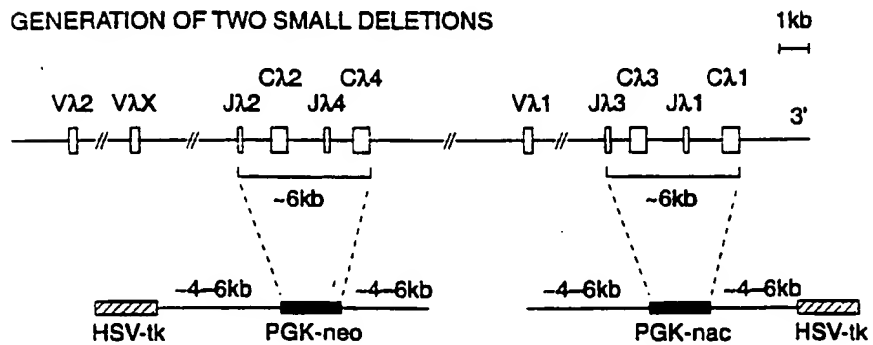 GENERATION OF TWO SMALL DELETIONS
1kb
Cλ2 Cλ4 Cλ3 Cλ1
Vλ2 VλX Jλ2 Jλ4 Vλ1 Jλ3 Jλ1 3'
~6kb ~6kb
~4–6kb ~4–6kb ~4–6kb ~4–6kb
HSV-tk PGK-neo PGK-nac HSV-tk